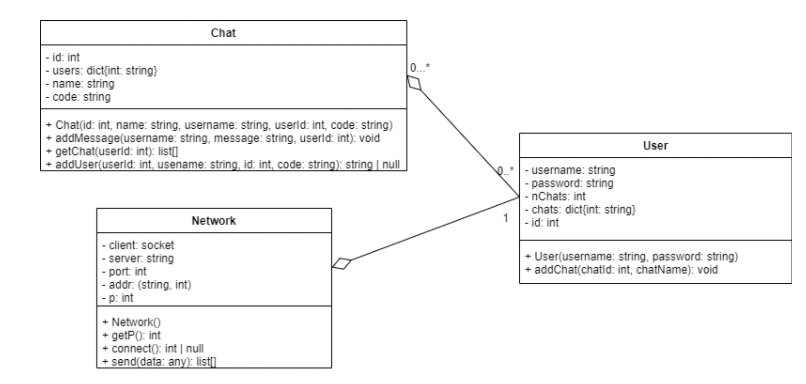 Chat
- id: int
- users: dict{int: string}
- name: string
- code: string
+ Chat(id: int, name: string, username: string, userId: int, code: string)
+ addMessage(username: string, message: string, userId: int): void
+ getChat(userId: int): list[]
+ addUser(userId: int, usename: string, id: int, code: string): string | null
0...*
0..*
1
User
- username: string
- password: string
- nChats: int
- chats: dict{int: string}
- id: int
+ User(username: string, password: string)
+ addChat(chatId: int, chatName): void
Network
- client: socket
- server: string
- port: int
- addr: (string, int)
- p: int
+ Network()
+ getP(): int
+ connect(): int | null
+ send(data: any): list[]